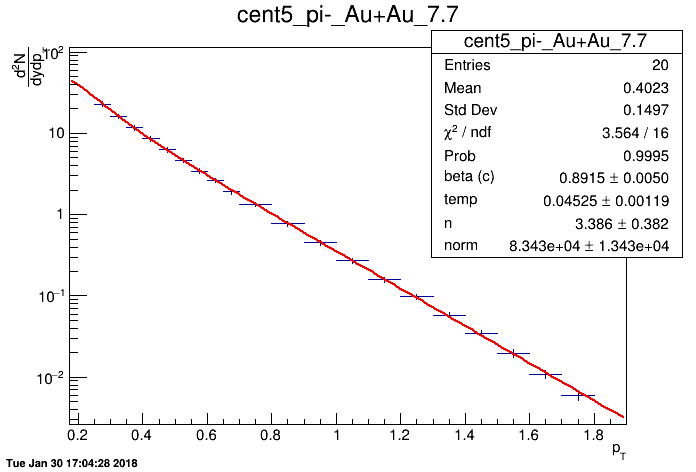 cent5_pi-_Au+Au_7.7
cent5_pi-_Au+Au_7.7
Entries 20
Mean 0.4023
Std Dev 0.1497
χ² / ndf 3.564 / 16
Prob 0.9995
beta (c) 0.8915 ± 0.0050
temp 0.04525 ± 0.00119
n 3.386 ± 0.382
norm 8.343e+04 ± 1.343e+04
d²N
dydp
10²
10
1
10⁻¹
10⁻²
0.2 0.4 0.6 0.8 1 1.2 1.4 1.6 1.8
p_T
Tue Jan 30 17:04:28 2018